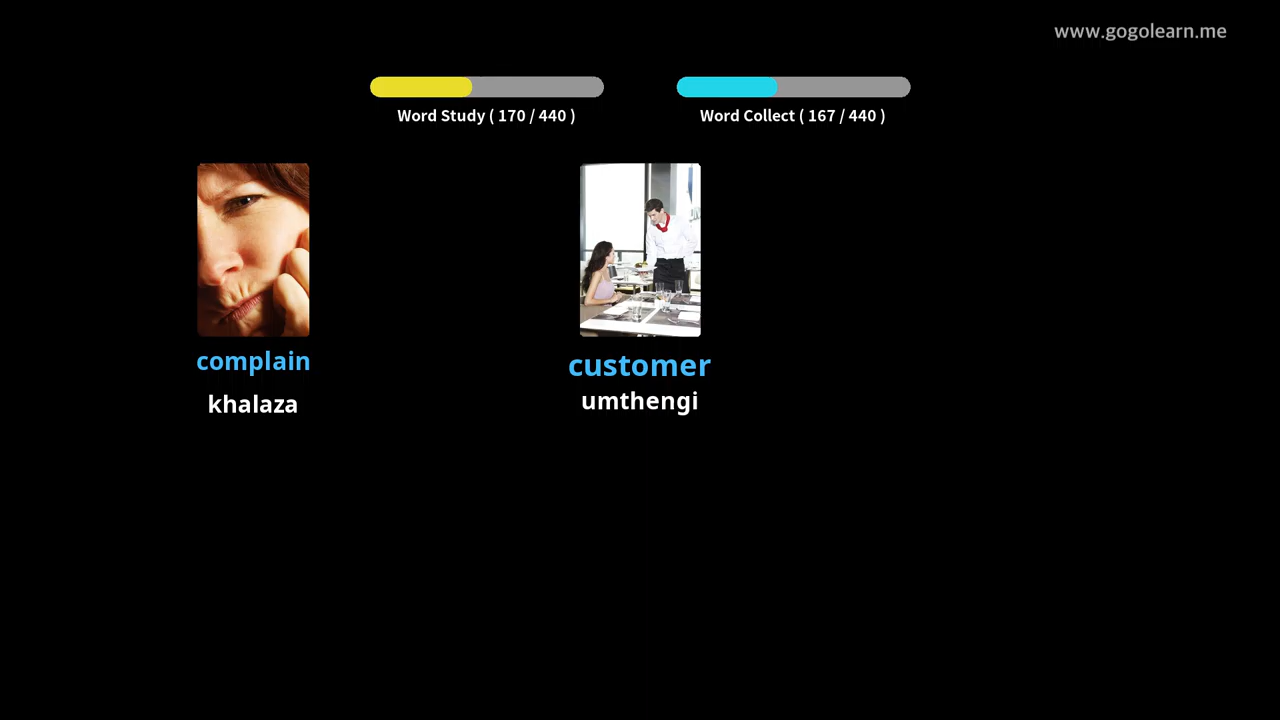 www.gogolearn.me
Word Study ( 170 / 440 )
Word Collect ( 167 / 440 )
complain
khalaza
customer
umthengi